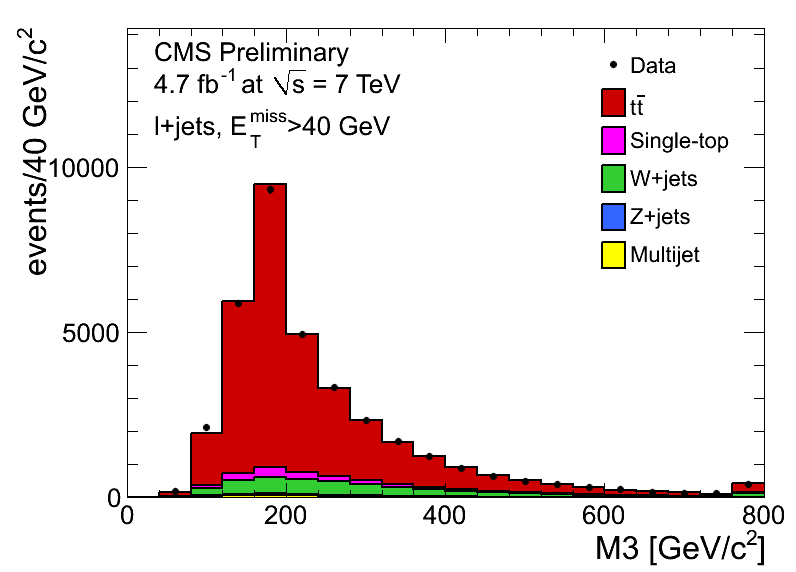 CMS Preliminary
4.7 fb⁻¹ at √s = 7 TeV
l+jets, E_T^miss>40 GeV
Data
tt̄
Single-top
W+jets
Z+jets
Multijet
events/40 GeV/c²
10000
5000
0
0 200 400 600 800
M3 [GeV/c²]